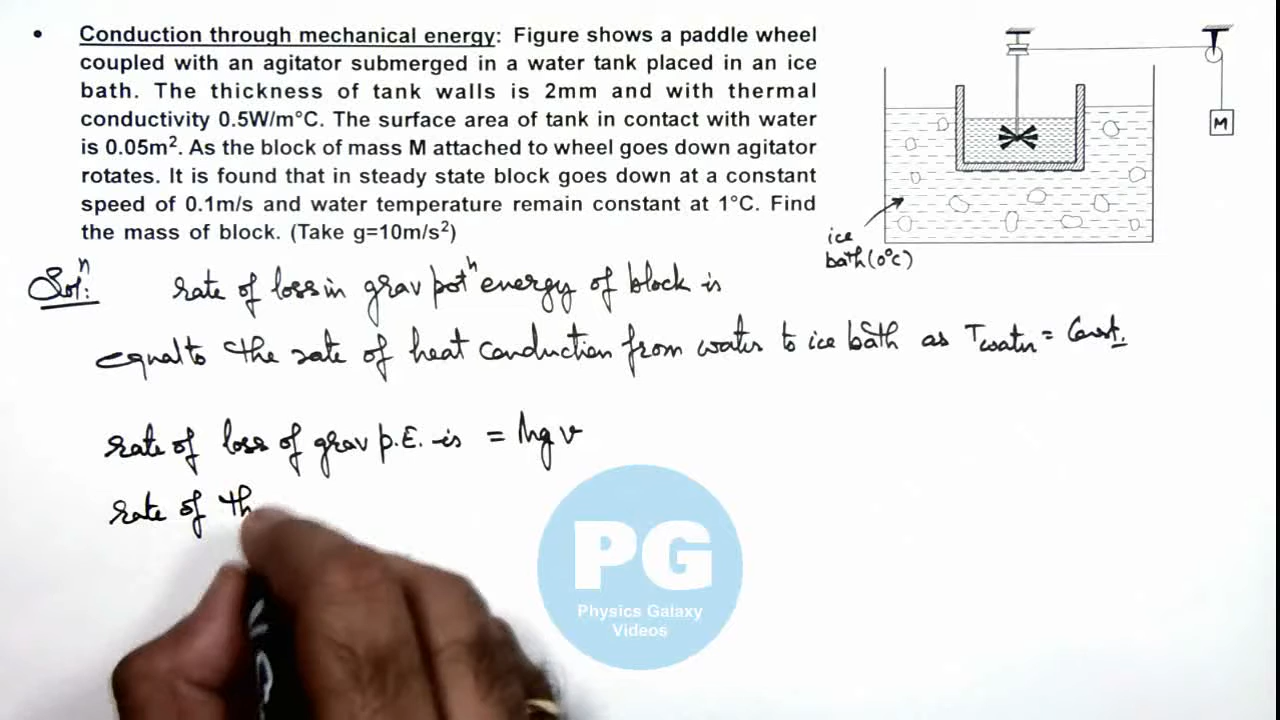 • Conduction through mechanical energy: Figure shows a paddle wheel
coupled with an agitator submerged in a water tank placed in an ice
bath. The thickness of tank walls is 2mm and with thermal
conductivity 0.5W/m°C. The surface area of tank in contact with water
is 0.05m². As the block of mass M attached to wheel goes down agitator
rotates. It is found that in steady state block goes down at a constant
speed of 0.1m/s and water temperature remain constant at 1°C. Find
the mass of block. (Take g=10m/s²)
M
ice
bath (0°C)
Solⁿ: rate of loss in grav potⁿ energy of block is
equal to the rate of heat conduction from water to ice bath as Twater = Const.
rate of loss of grav p.E. is = Mg v
rate of th
PG
Physics Galaxy
Videos